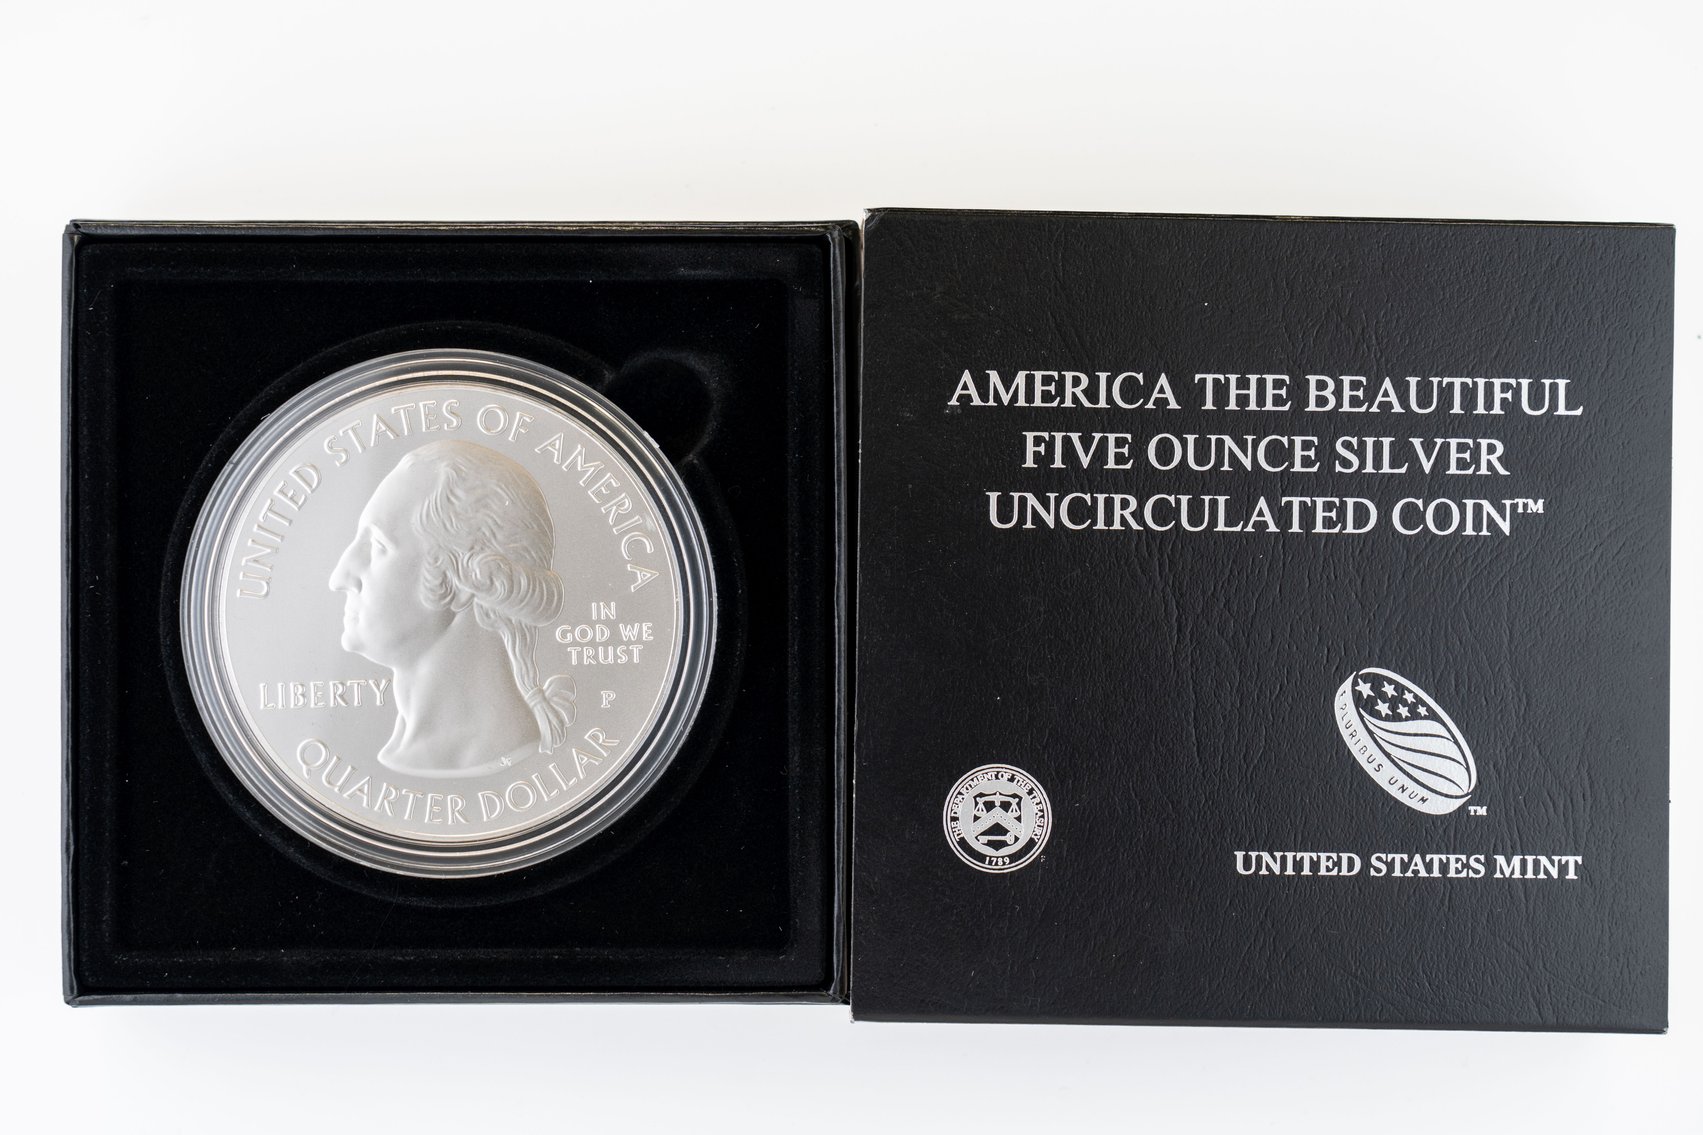 UNITED STATES OF AMERICA
IN
GOD WE
TRUST
LIBERTY
P
JF
QUARTER DOLLAR
AMERICA THE BEAUTIFUL
FIVE OUNCE SILVER
UNCIRCULATED COIN™
E PLURIBUS UNUM
™
THE DEPARTMENT OF THE TREASURY
1789
UNITED STATES MINT